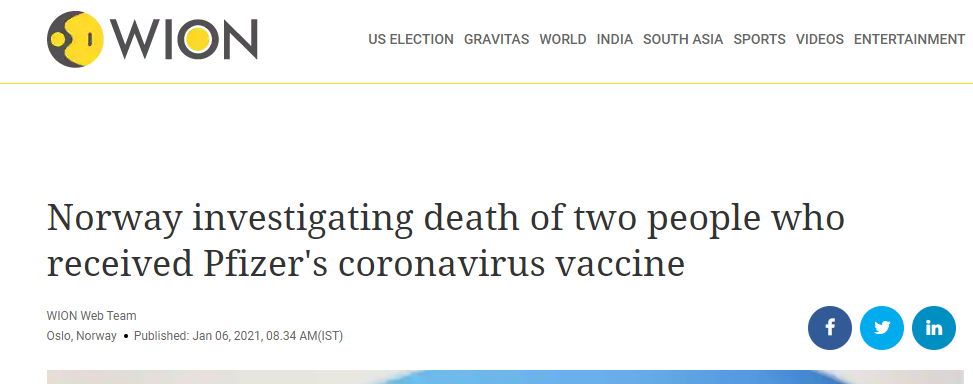 WION
US ELECTION GRAVITAS WORLD INDIA SOUTH ASIA SPORTS VIDEOS ENTERTAINMENT
Norway investigating death of two people who
received Pfizer's coronavirus vaccine
WION Web Team
Oslo, Norway • Published: Jan 06, 2021, 08.34 AM(IST)